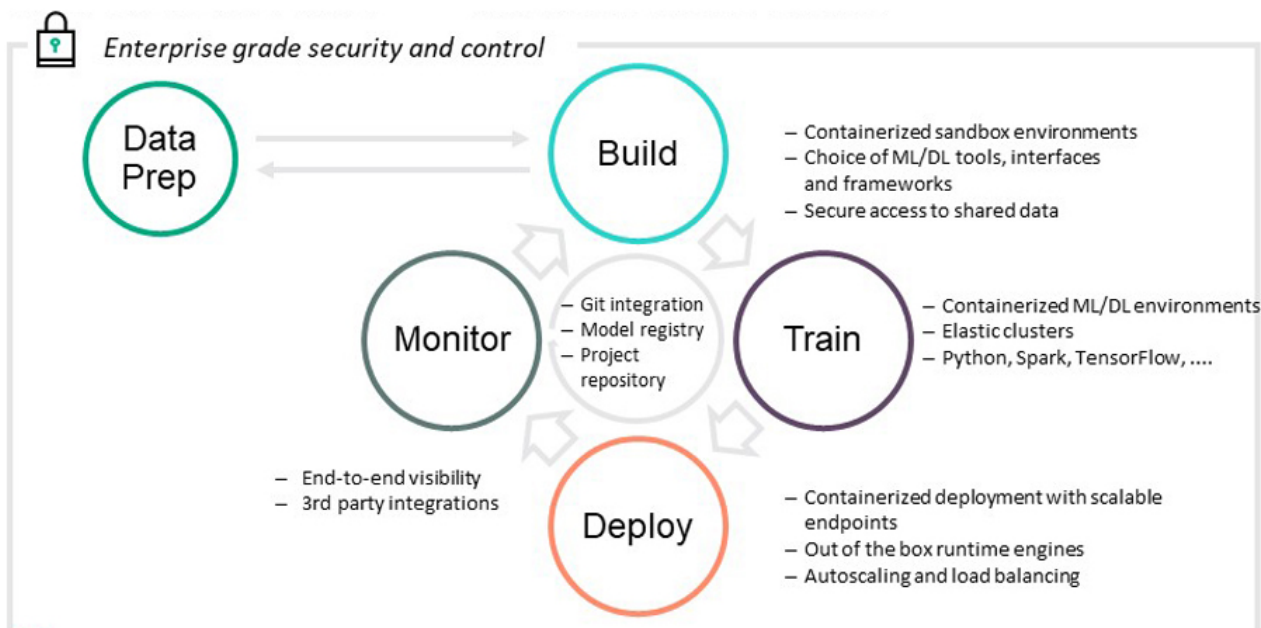 Enterprise grade security and control
Data
Prep
Build
– Containerized sandbox environments
– Choice of ML/DL tools, interfaces
and frameworks
– Secure access to shared data
Monitor
– Git integration
– Model registry
– Project
repository
Train
– Containerized ML/DL environments
– Elastic clusters
– Python, Spark, TensorFlow, ....
– End-to-end visibility
– 3rd party integrations
Deploy
– Containerized deployment with scalable
endpoints
– Out of the box runtime engines
– Autoscaling and load balancing